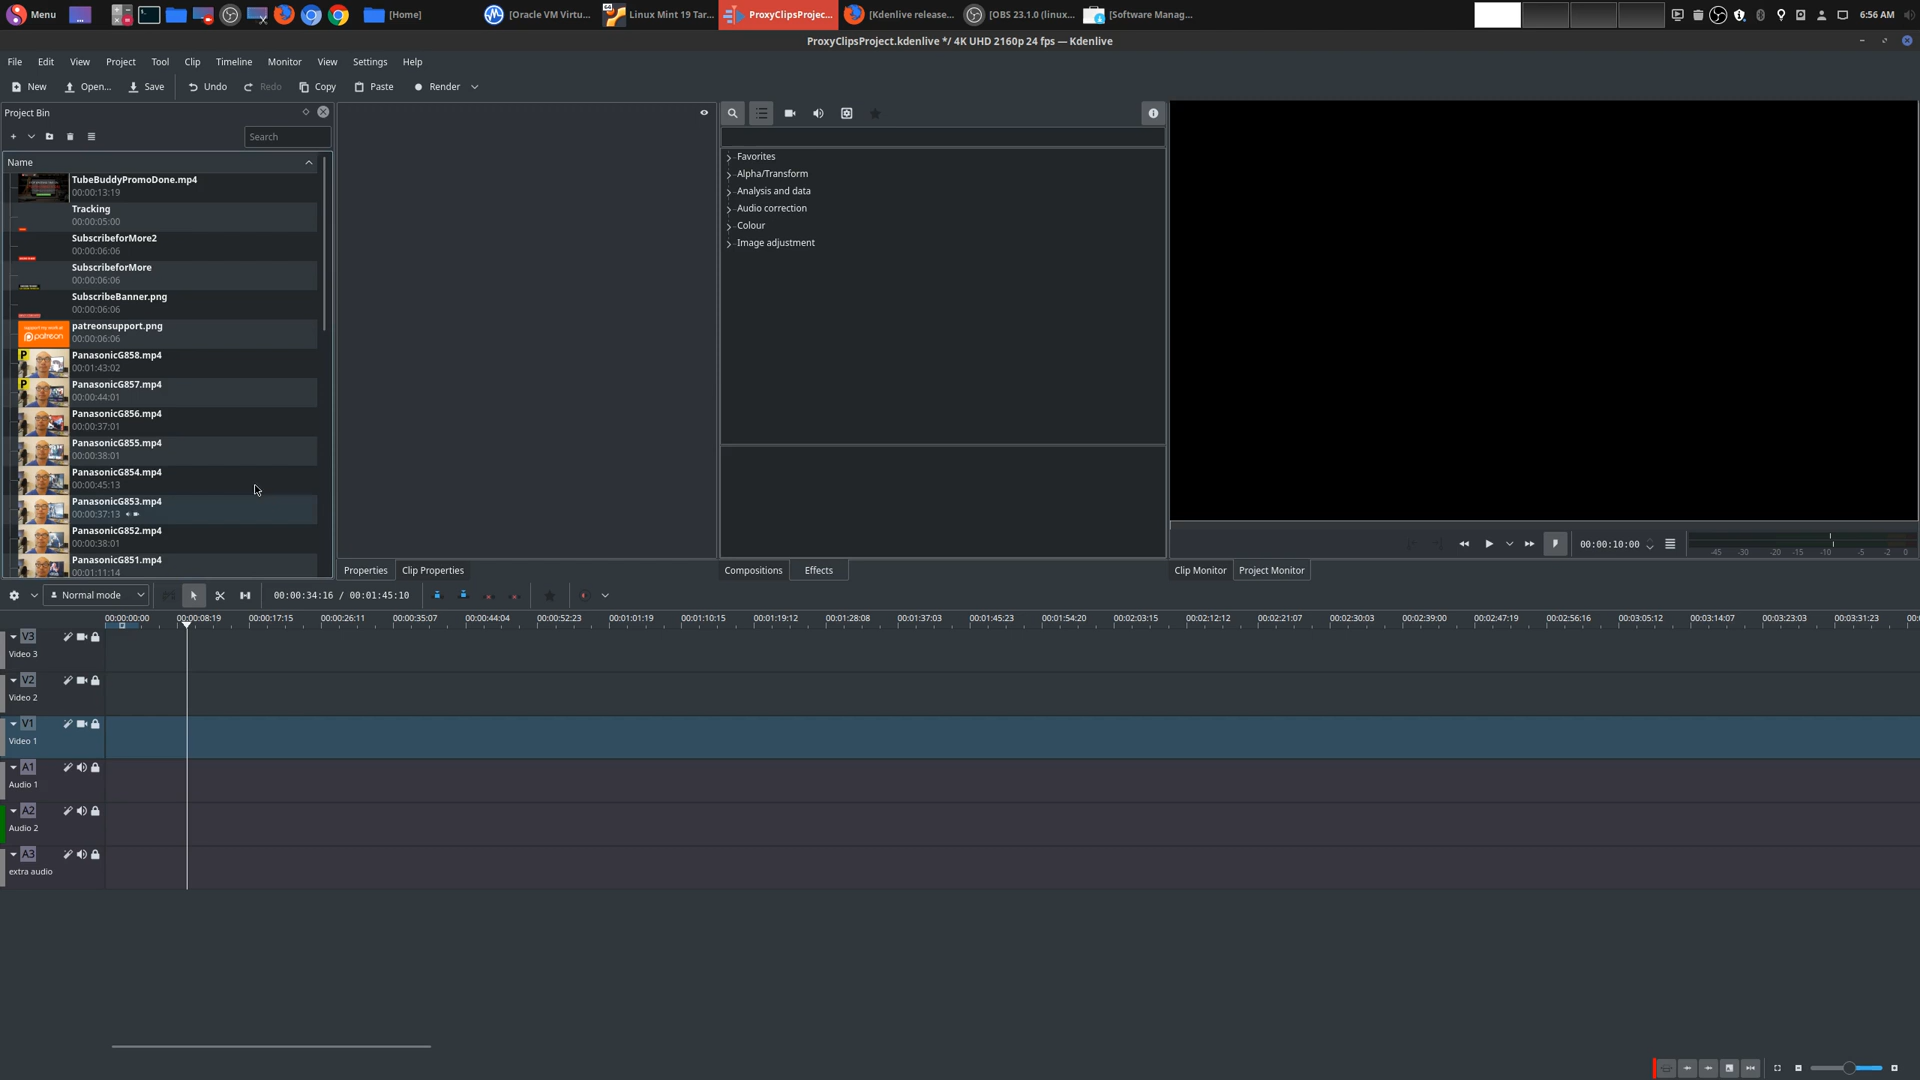 Menu
[Home]
[Oracle VM Virtu...
Linux Mint 19 Tar...
ProxyClipsProjec...
[Kdenlive release...
[OBS 23.1.0 (linux...
[Software Manag...
6:56 AM
ProxyClipsProject.kdenlive */ 4K UHD 2160p 24 fps — Kdenlive
File Edit View Project Tool Clip Timeline Monitor View Settings Help
New Open... Save Undo Redo Copy Paste Render
Project Bin
Search
Name
TubeBuddyPromoDone.mp4
00:00:13:19
Tracking
00:00:05:00
SubscribeforMore2
00:00:06:06
SubscribeforMore
00:00:06:06
SubscribeBanner.png
00:00:06:06
patreonsupport.png
00:00:06:06
patreon
P
PanasonicG858.mp4
00:01:43:02
P
PanasonicG857.mp4
00:00:44:01
PanasonicG856.mp4
00:00:37:01
PanasonicG855.mp4
00:00:38:01
PanasonicG854.mp4
00:00:45:13
PanasonicG853.mp4
00:00:37:13
PanasonicG852.mp4
00:00:38:01
PanasonicG851.mp4
00:01:11:14
Properties Clip Properties
Favorites
Alpha/Transform
Analysis and data
Audio correction
Colour
Image adjustment
Compositions Effects
00:00:10:00
-45 -30 -20 -15 -10 -5 -2 0
Clip Monitor Project Monitor
Normal mode
00:00:34:16 / 00:01:45:10
00:00:00:00 00:00:08:19 00:00:17:15 00:00:26:11 00:00:35:07 00:00:44:04 00:00:52:23 00:01:01:19 00:01:10:15 00:01:19:12 00:01:28:08 00:01:37:03 00:01:45:23 00:01:54:20 00:02:03:15 00:02:12:12 00:02:21:07 00:02:30:03 00:02:39:00 00:02:47:19 00:02:56:16 00:03:05:12 00:03:14:07 00:03:23:03 00:03:31:23 00:
V3
Video 3
V2
Video 2
V1
Video 1
A1
Audio 1
A2
Audio 2
A3
extra audio